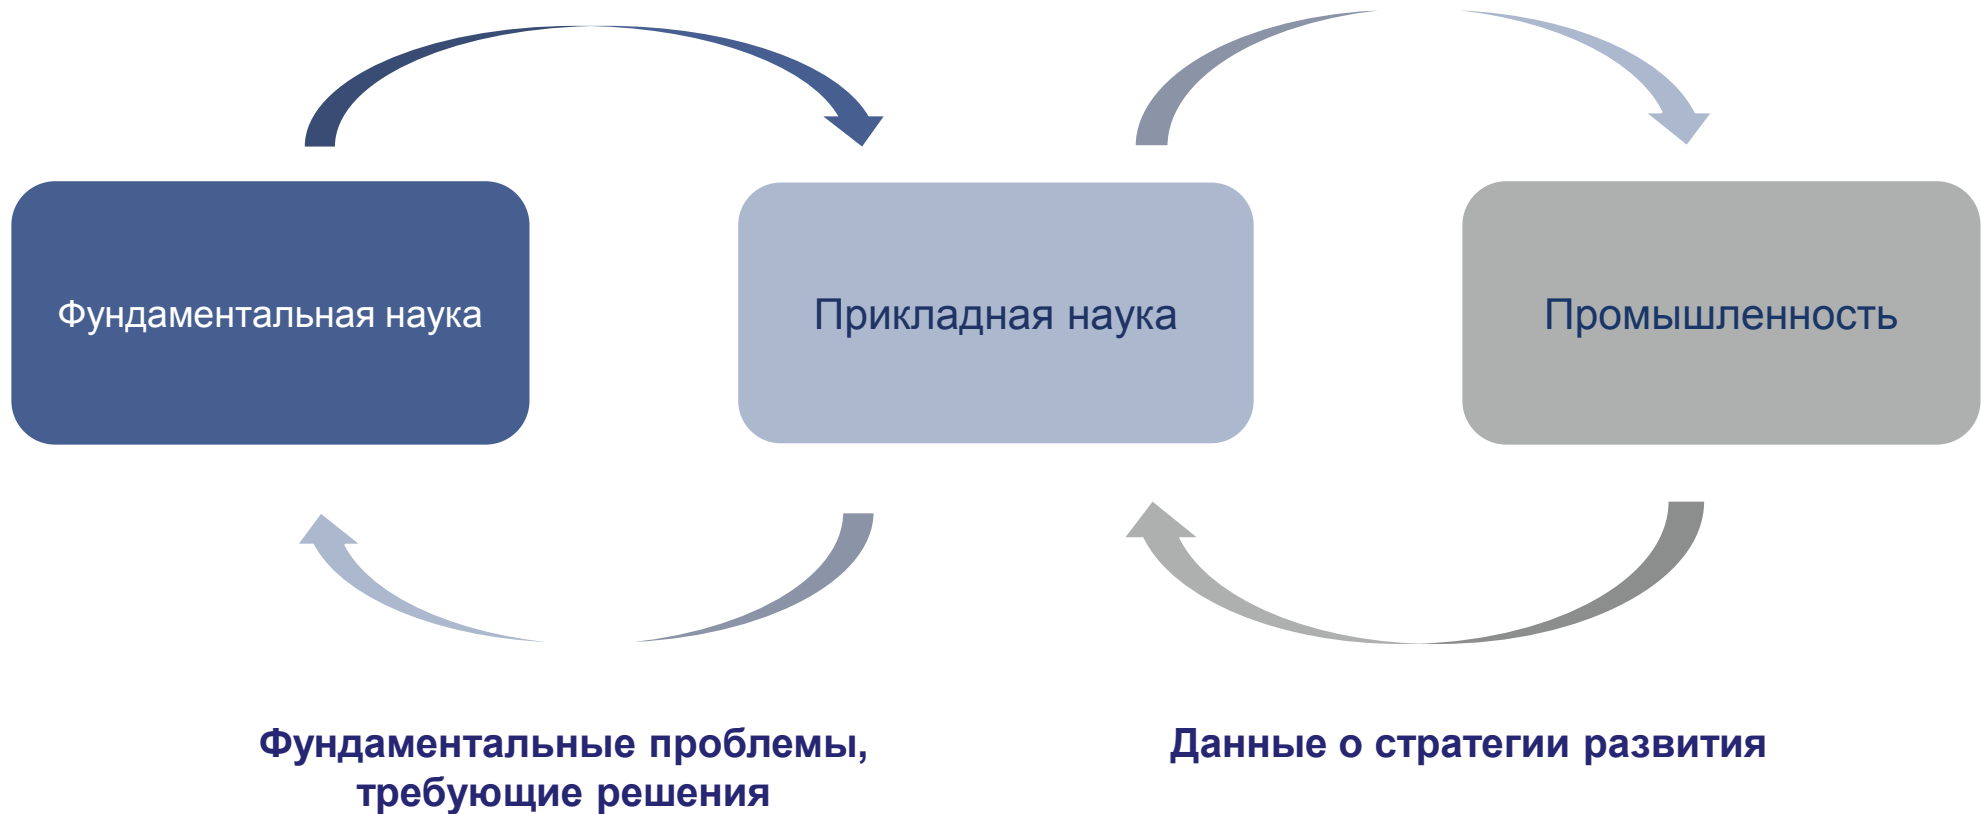 Фундаментальная наука
Прикладная наука
Промышленность
Фундаментальные проблемы,
требующие решения
Данные о стратегии развития